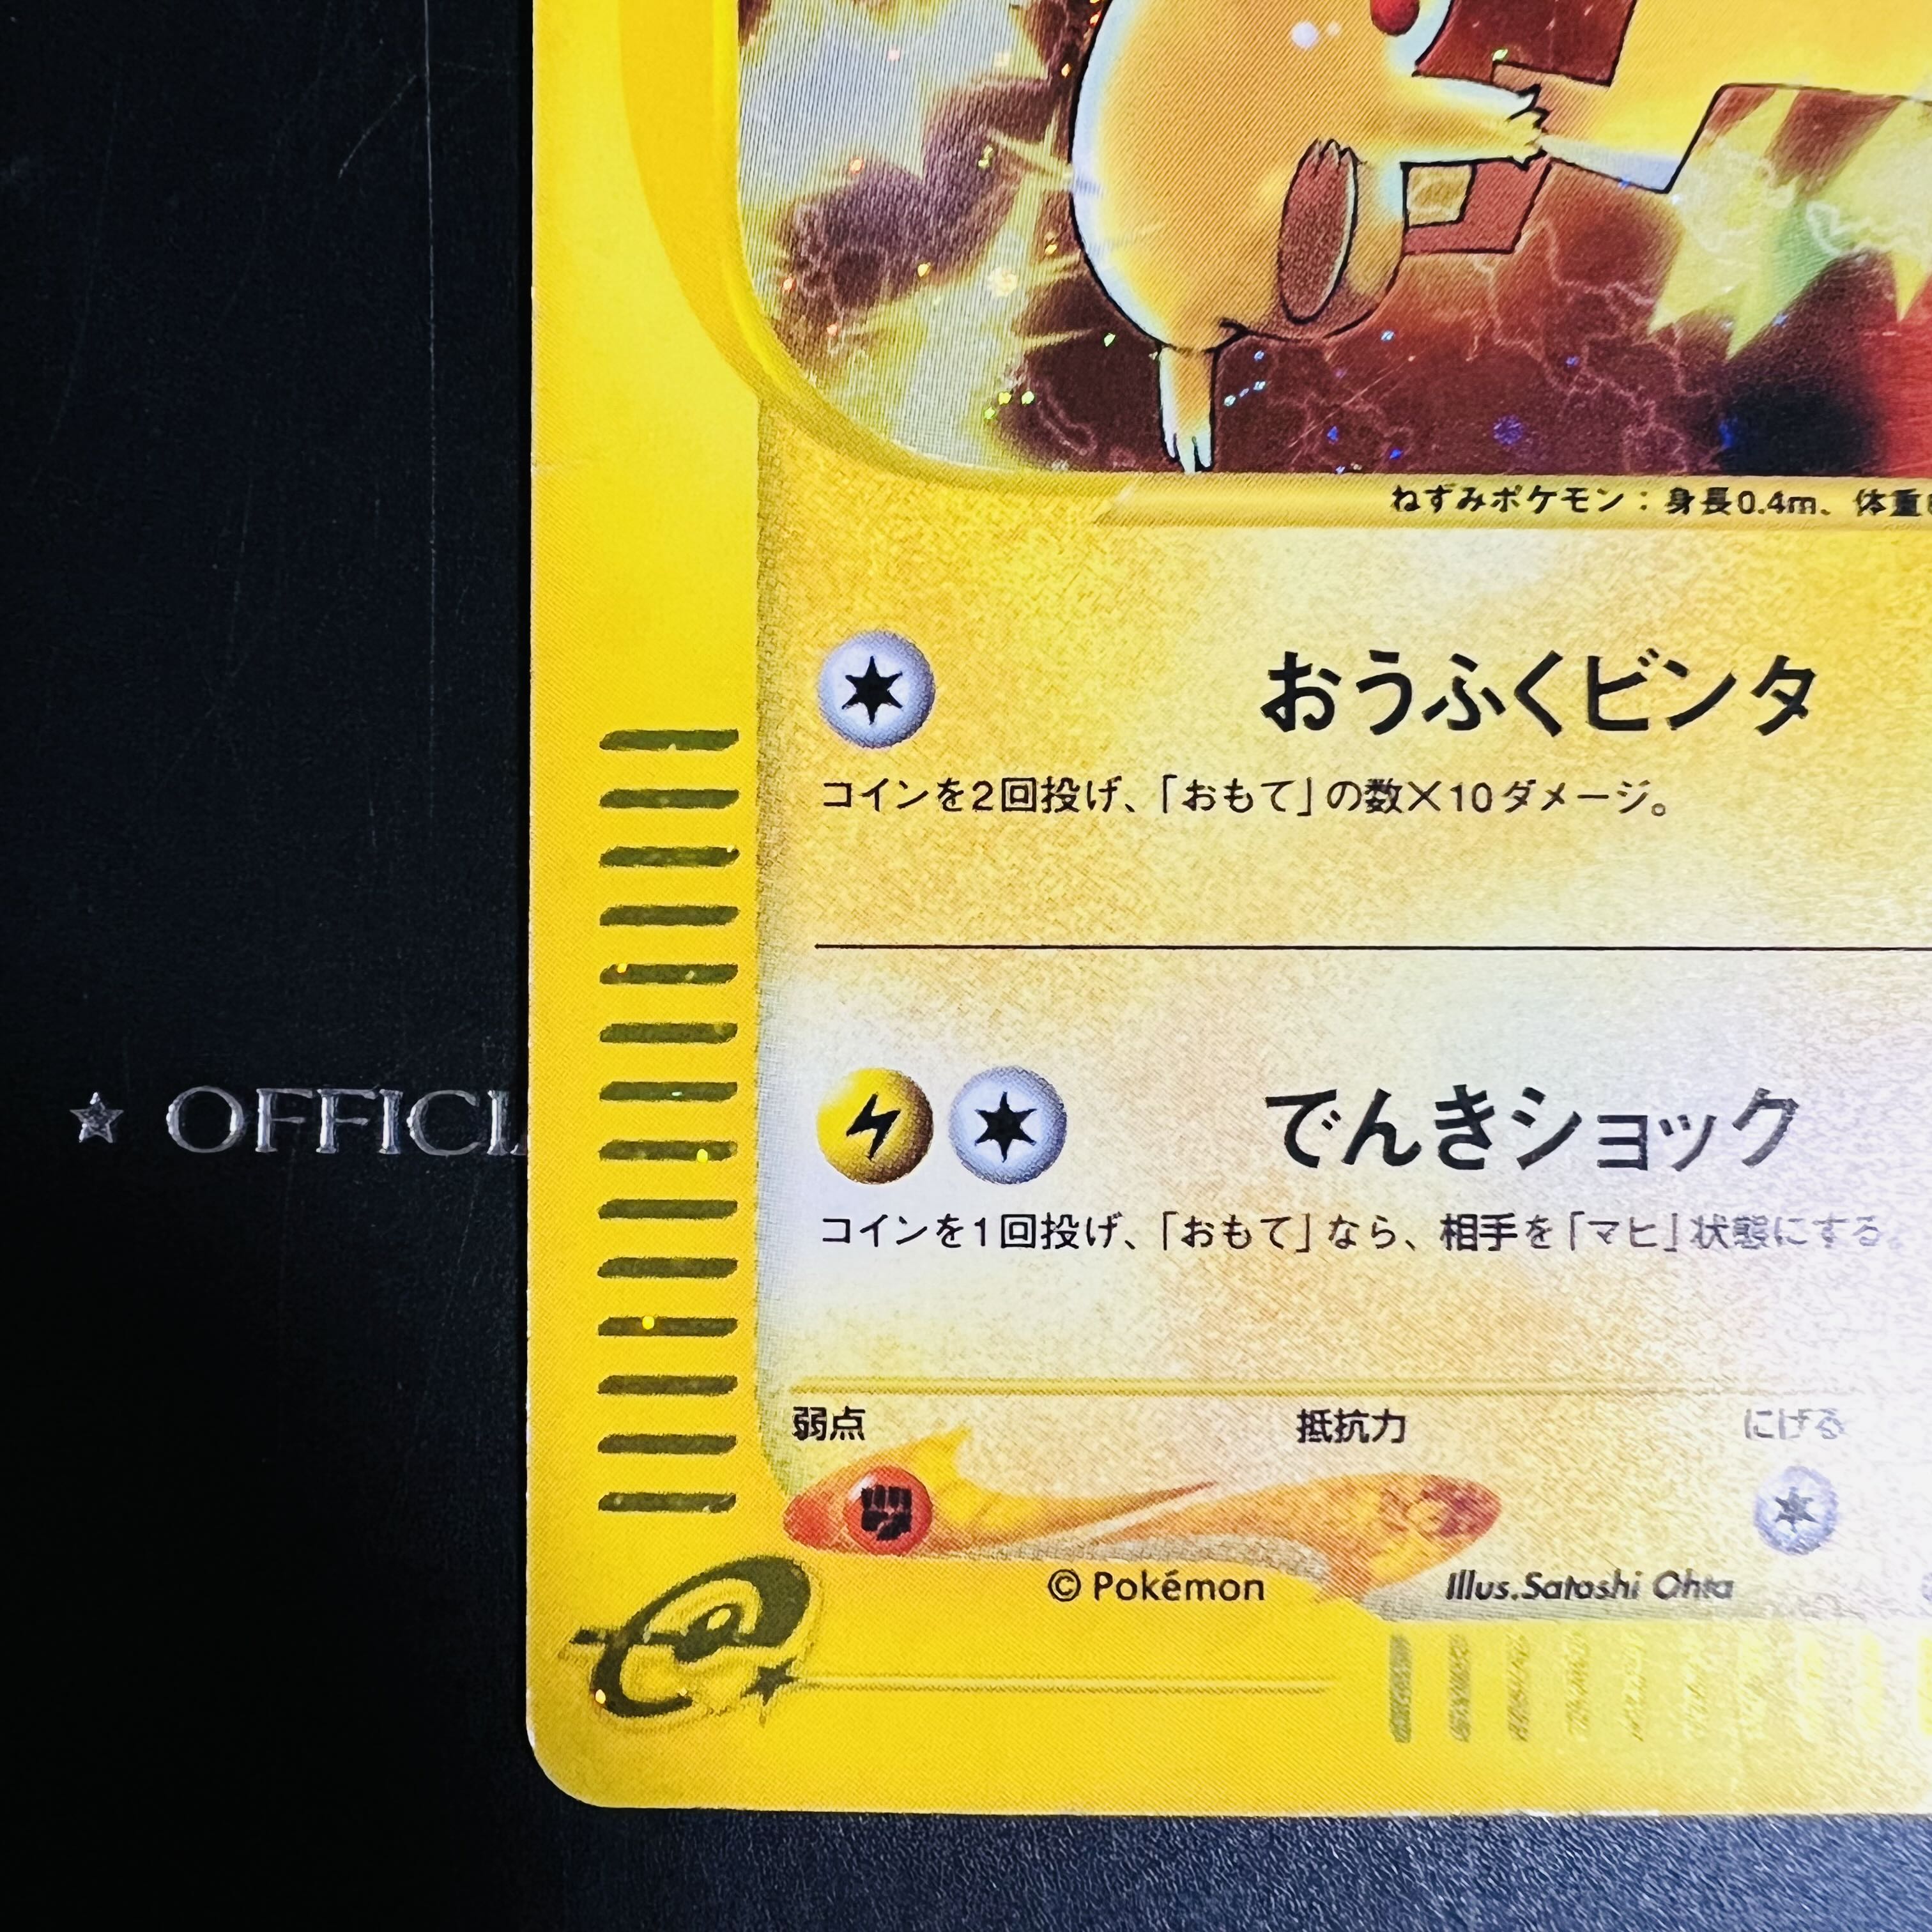 ねずみポケモン：身長0.4m、体重
おうふくビンタ
コインを2回投げ、「おもて」の数×10ダメージ。
★ OFFICI
でんきショック
コインを1回投げ、「おもて」なら、相手を「マヒ」状態にする。
弱点 抵抗力 にげる
© Pokémon Illus.Satoshi Ohta